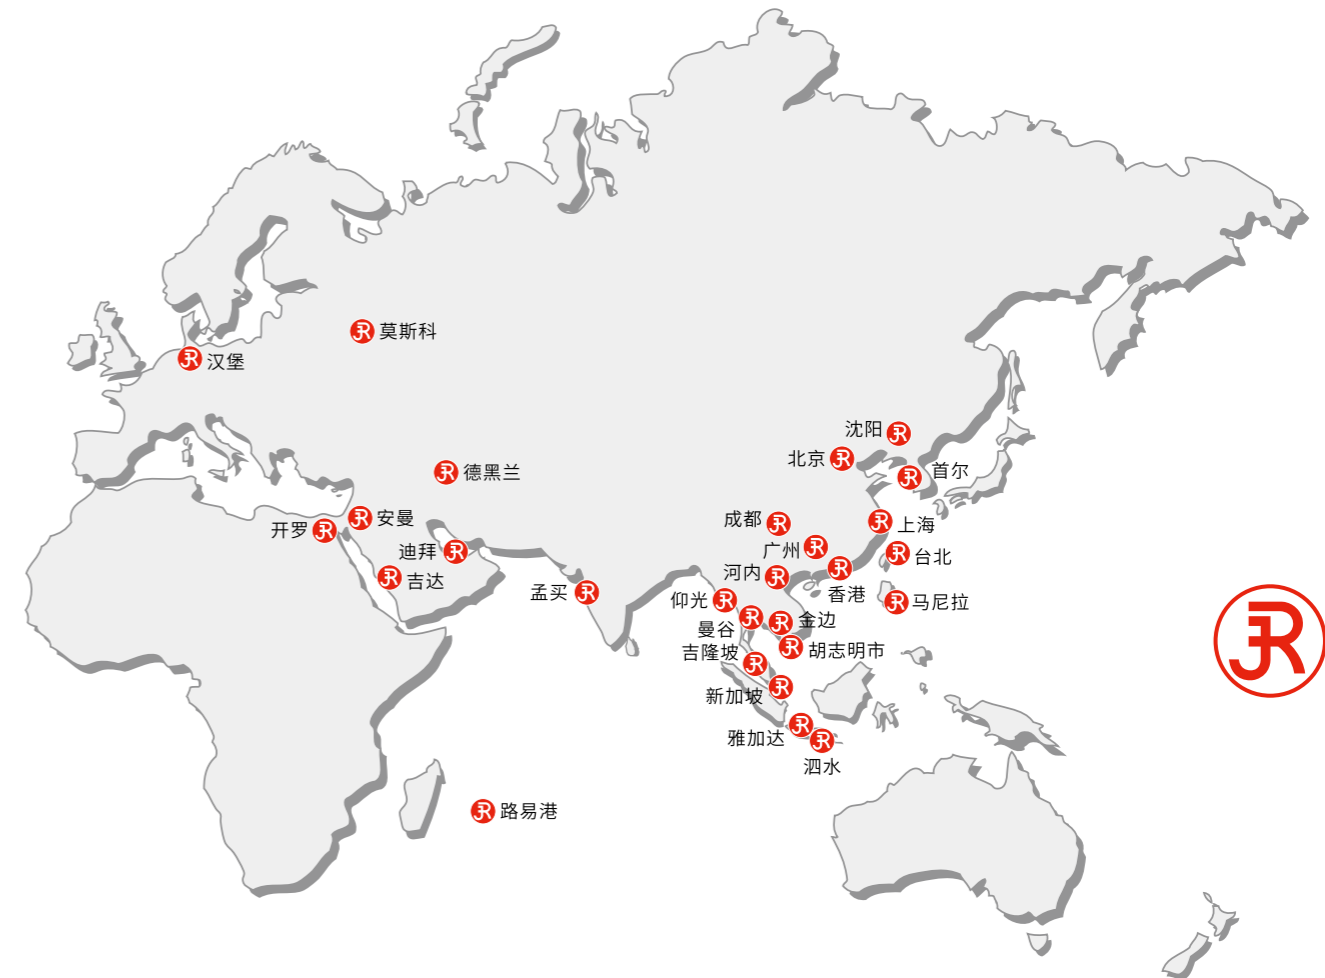 莫斯科
汉堡
沈阳
北京
首尔
德黑兰
成都
上海
安曼
开罗
广州
迪拜
台北
河内
吉达
孟买
香港
仰光
马尼拉
金边
曼谷
胡志明市
吉隆坡
新加坡
雅加达
泗水
路易港
JR